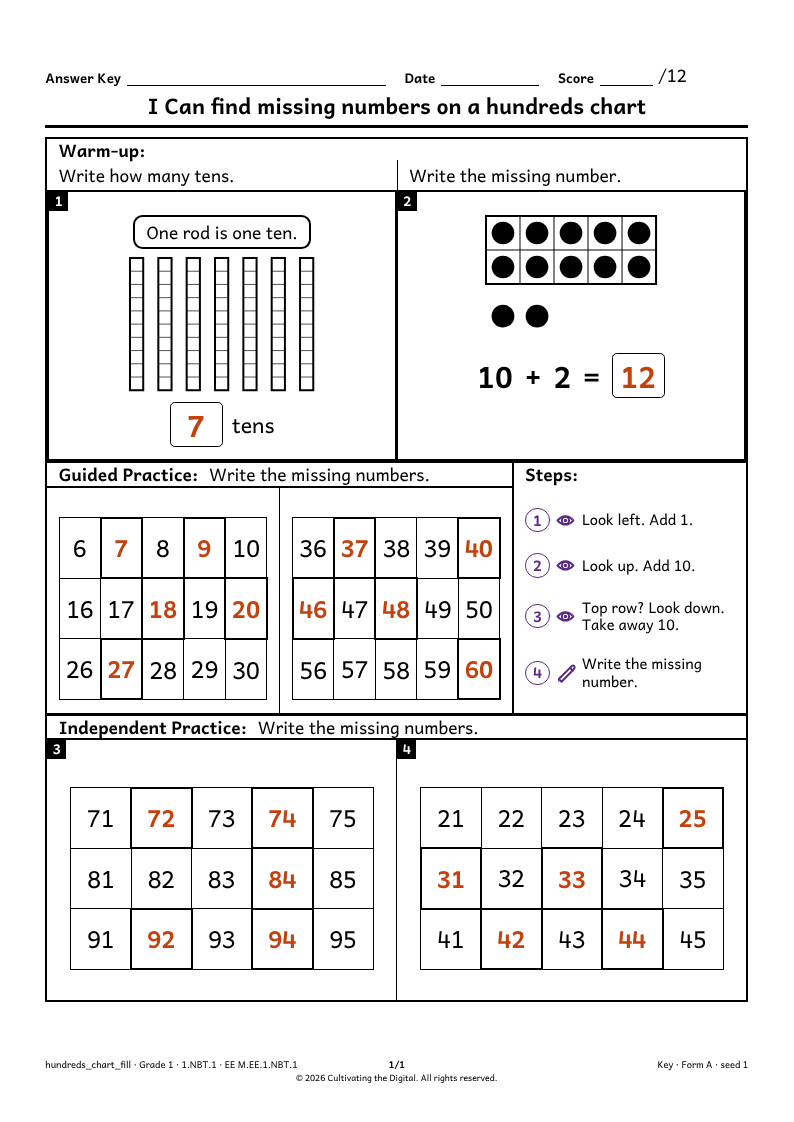 Answer Key Date Score /12
I Can find missing numbers on a hundreds chart
Warm-up:
Write how many tens.
Write the missing number.
1
One rod is one ten.
7 tens
2
10 + 2 = 12
Guided Practice: Write the missing numbers.
6 7 8 9 10
16 17 18 19 20
26 27 28 29 30
36 37 38 39 40
46 47 48 49 50
56 57 58 59 60
Steps:
1 Look left. Add 1.
2 Look up. Add 10.
3 Top row? Look down.
Take away 10.
4 Write the missing
number.
Independent Practice: Write the missing numbers.
3
71 72 73 74 75
81 82 83 84 85
91 92 93 94 95
4
21 22 23 24 25
31 32 33 34 35
41 42 43 44 45
hundreds_chart_fill · Grade 1 · 1.NBT.1 · EE M.EE.1.NBT.1 1/1 Key · Form A · seed 1
© 2026 Cultivating the Digital. All rights reserved.